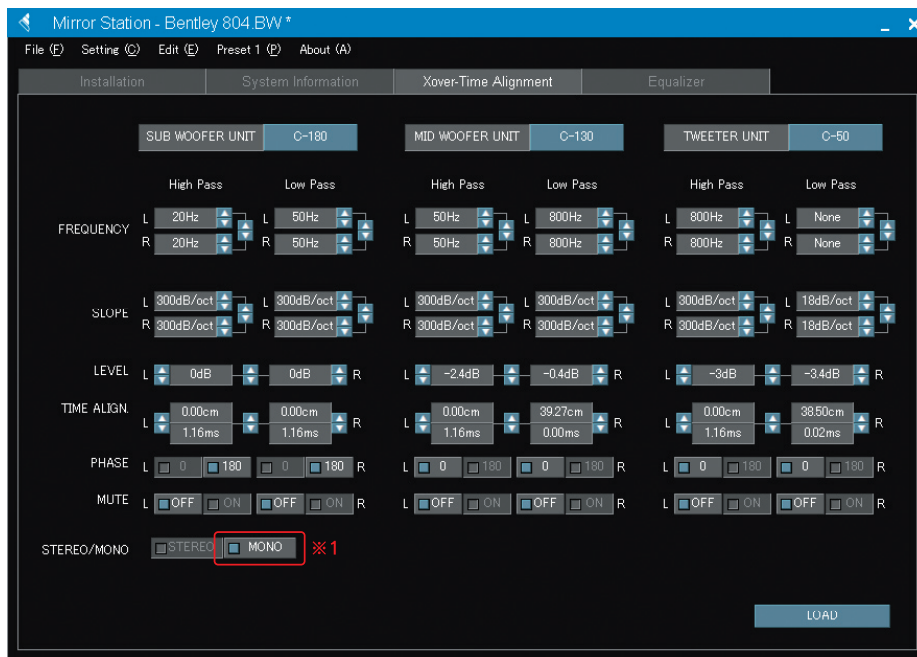 Mirror Station - Bentley 804.BW *
File (F) Setting (C) Edit (E) Preset 1 (P) About (A)
Installation System Information Xover-Time Alignment Equalizer
SUB WOOFER UNIT C-180 MID WOOFER UNIT C-130 TWEETER UNIT C-50
High Pass Low Pass High Pass Low Pass High Pass Low Pass
FREQUENCY
L 20Hz L 50Hz L 50Hz L 800Hz L 800Hz L None
R 20Hz R 50Hz R 50Hz R 800Hz R 800Hz R None
SLOPE
L 300dB/oct L 300dB/oct L 300dB/oct L 300dB/oct L 300dB/oct L 18dB/oct
R 300dB/oct R 300dB/oct R 300dB/oct R 300dB/oct R 300dB/oct R 18dB/oct
LEVEL L 0dB 0dB R L -2.4dB -0.4dB R L -3dB -3.4dB R
TIME ALIGN.
L 0.00cm 0.00cm R L 0.00cm 39.27cm R L 0.00cm 38.50cm R
1.16ms 1.16ms 1.16ms 0.00ms 1.16ms 0.02ms
PHASE L 0 180 0 180 R L 0 180 0 180 R L 0 180 0 180 R
MUTE L OFF ON OFF ON R L OFF ON OFF ON R L OFF ON OFF ON R
STEREO/MONO STEREO MONO ※1
LOAD